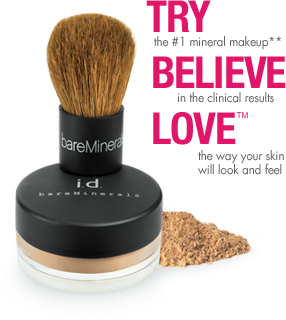 TRY
the #1 mineral makeup**
BELIEVE
in the clinical results
LOVE™
the way your skin
will look and feel
bareMinerals
i.d.
bareMinerals